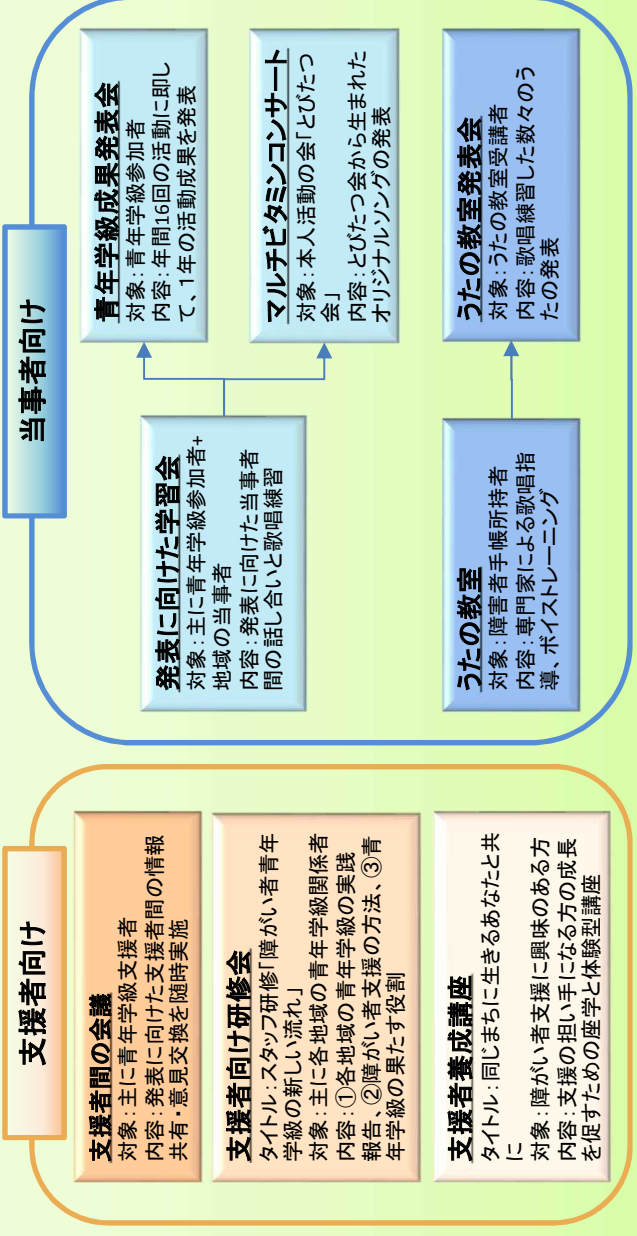 支援者向け
支援者間の会議
対象：主に青年学級支援者
内容：発表に向けた支援者間の情報
共有・意見交換を随時実施
支援者向け研修会
タイトル：スタッフ研修「障がい者青年
学級の新しい流れ」
対象：主に各地域の青年学級関係者
内容：①各地域の青年学級の実践
報告、②障がい者支援の方法、③青
年学級の果たす役割
支援者養成講座
タイトル：同じまちに生きるあなたと共
に
対象：障がい者支援に興味のある方
内容：支援の担い手になる方の成長
を促すための座学と体験型講座
当事者向け
発表に向けた学習会
対象：主に青年学級参加者+
地域の当事者
内容：発表に向けた当事者
間の話し合いと歌唱練習
青年学級成果発表会
対象：青年学級参加者
内容：年間16回の活動に即し
て、1年の活動成果を発表
マルチビタミンコンサート
対象：本人活動の会「とびたつ
会」
内容：とびたつ会から生まれた
オリジナルソングの発表
うたの教室
対象：障害者手帳所持者
内容：専門家による歌唱指
導、ボイストレーニング
うたの教室発表会
対象：うたの教室受講者
内容：歌唱練習した数々のう
たの発表